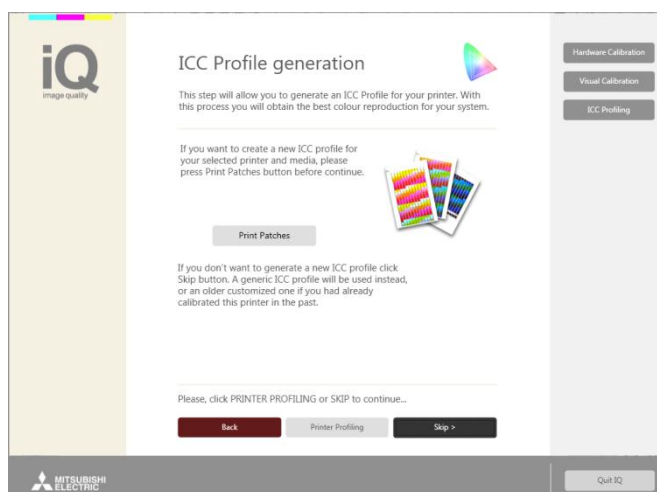 iQ
image quality
ICC Profile generation
This step will allow you to generate an ICC Profile for your printer. With
this process you will obtain the best colour reproduction for your system.
If you want to create a new ICC profile for
your selected printer and media, please
press Print Patches button before continue.
Print Patches
If you don't want to generate a new ICC profile click
Skip button. A generic ICC profile will be used instead,
or an older customized one if you had already
calibrated this printer in the past.
Please, click PRINTER PROFILING or SKIP to continue...
Back
Printer Profiling
Skip >
Hardware Calibration
Visual Calibration
ICC Profiling
MITSUBISHI
ELECTRIC
Quit IQ